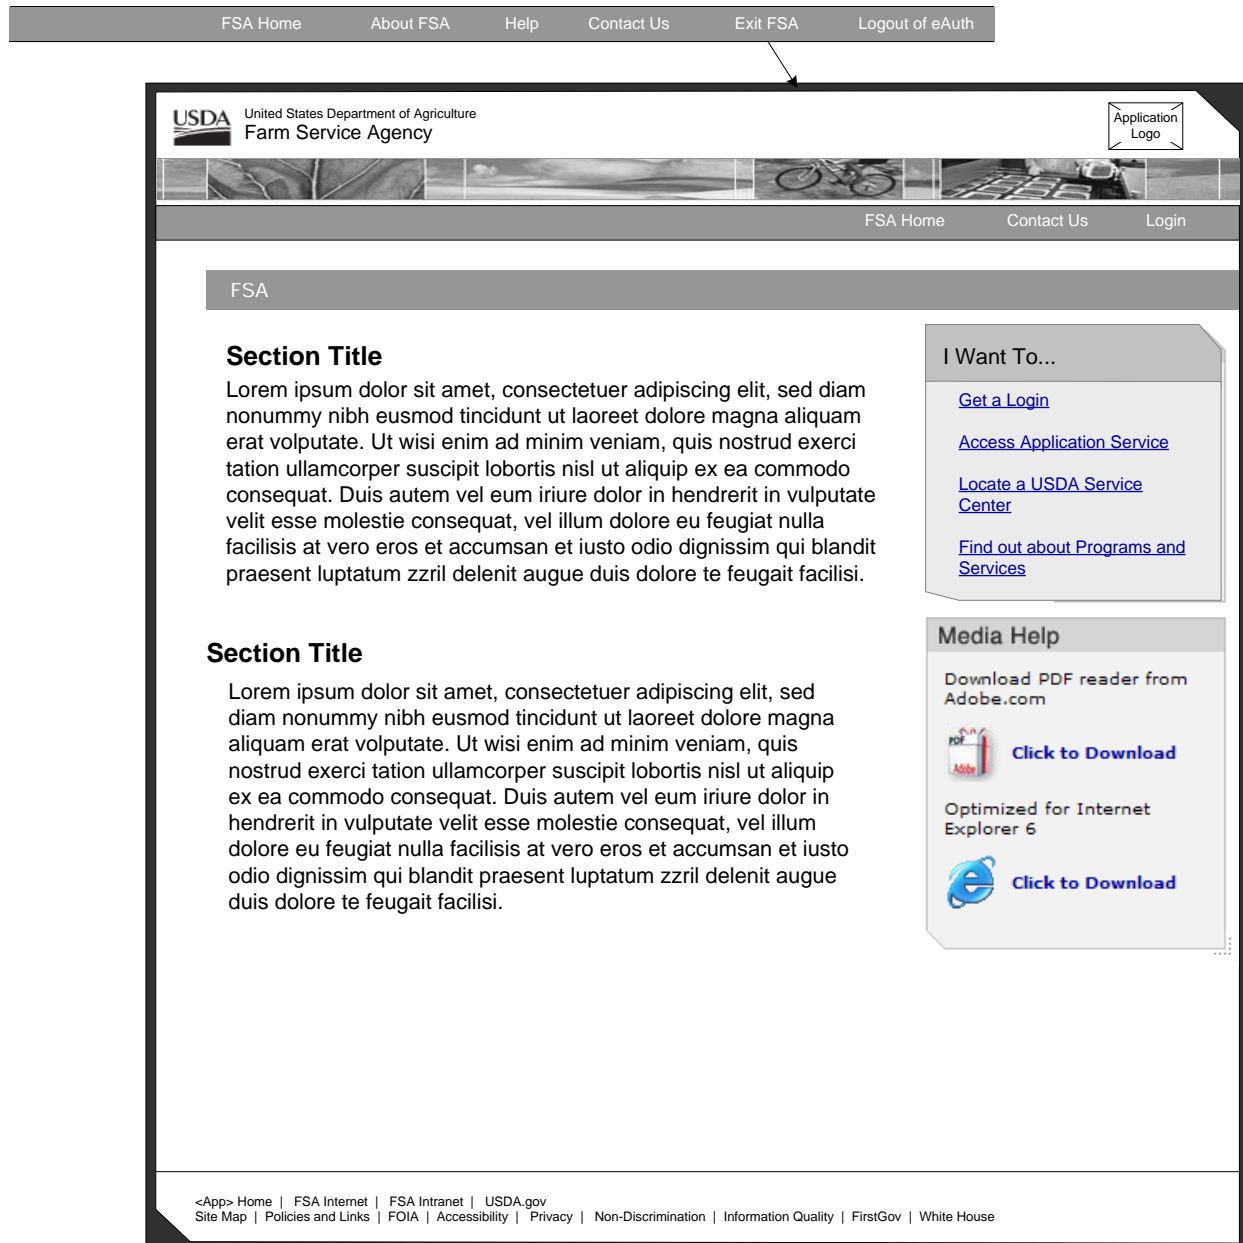 FSA Home About FSA Help Contact Us Exit FSA Logout of eAuth
USDA
United States Department of Agriculture
Farm Service Agency
Application
Logo
FSA Home Contact Us Login
FSA
Section Title
Lorem ipsum dolor sit amet, consectetuer adipiscing elit, sed diam
nonummy nibh eusmod tincidunt ut laoreet dolore magna aliquam
erat volputate. Ut wisi enim ad minim veniam, quis nostrud exerci
tation ullamcorper suscipit lobortis nisl ut aliquip ex ea commodo
consequat. Duis autem vel eum iriure dolor in hendrerit in vulputate
velit esse molestie consequat, vel illum dolore eu feugiat nulla
facilisis at vero eros et accumsan et iusto odio dignissim qui blandit
praesent luptatum zzril delenit augue duis dolore te feugait facilisi.
Section Title
Lorem ipsum dolor sit amet, consectetuer adipiscing elit, sed
diam nonummy nibh eusmod tincidunt ut laoreet dolore magna
aliquam erat volputate. Ut wisi enim ad minim veniam, quis
nostrud exerci tation ullamcorper suscipit lobortis nisl ut aliquip
ex ea commodo consequat. Duis autem vel eum iriure dolor in
hendrerit in vulputate velit esse molestie consequat, vel illum
dolore eu feugiat nulla facilisis at vero eros et accumsan et iusto
odio dignissim qui blandit praesent luptatum zzril delenit augue
duis dolore te feugait facilisi.
I Want To...
Get a Login
Access Application Service
Locate a USDA Service
Center
Find out about Programs and
Services
Media Help
Download PDF reader from
Adobe.com
PDF
Adobe
Click to Download
Optimized for Internet
Explorer 6
Click to Download
<App> Home | FSA Internet | FSA Intranet | USDA.gov
Site Map | Policies and Links | FOIA | Accessibility | Privacy | Non-Discrimination | Information Quality | FirstGov | White House